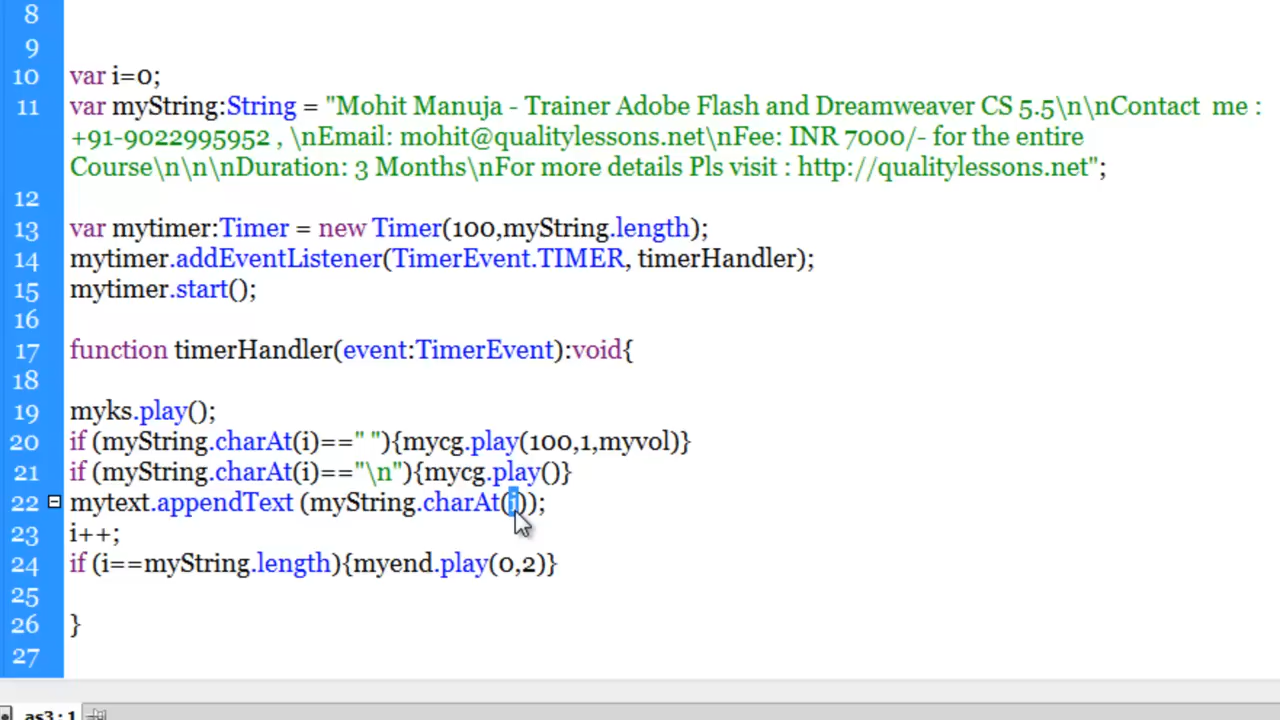 8
9
10 var i=0;
11 var myString:String = "Mohit Manuja - Trainer Adobe Flash and Dreamweaver CS 5.5\n\nContact  me :
+91-9022995952 , \nEmail: mohit@qualitylessons.net\nFee: INR 7000/- for the entire
Course\n\n\nDuration: 3 Months\nFor more details Pls visit : http://qualitylessons.net";
12
13 var mytimer:Timer = new Timer(100,myString.length);
14 mytimer.addEventListener(TimerEvent.TIMER, timerHandler);
15 mytimer.start();
16
17 function timerHandler(event:TimerEvent):void{
18
19 myks.play();
20 if (myString.charAt(i)==" "){mycg.play(100,1,myvol)}
21 if (myString.charAt(i)=="\n"){mycg.play()}
22 mytext.appendText (myString.charAt(i));
23 i++;
24 if (i==myString.length){myend.play(0,2)}
25
26 }
27
as3:1